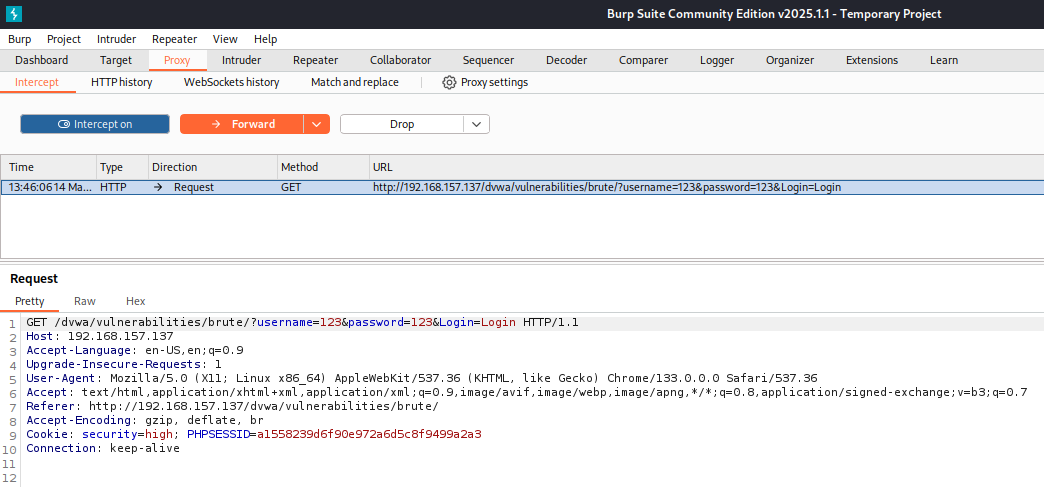 Burp Suite Community Edition v2025.1.1 - Temporary Project
Burp Project Intruder Repeater View Help
Dashboard Target Proxy Intruder Repeater Collaborator Sequencer Decoder Comparer Logger Organizer Extensions Learn
Intercept HTTP history WebSockets history Match and replace Proxy settings
Intercept on Forward Drop
Time Type Direction Method URL
13:46:06 14 Ma... HTTP → Request GET http://192.168.157.137/dvwa/vulnerabilities/brute/?username=123&password=123&Login=Login
Request
Pretty Raw Hex
1 GET /dvwa/vulnerabilities/brute/?username=123&password=123&Login=Login HTTP/1.1
2 Host: 192.168.157.137
3 Accept-Language: en-US,en;q=0.9
4 Upgrade-Insecure-Requests: 1
5 User-Agent: Mozilla/5.0 (X11; Linux x86_64) AppleWebKit/537.36 (KHTML, like Gecko) Chrome/133.0.0.0 Safari/537.36
6 Accept: text/html,application/xhtml+xml,application/xml;q=0.9,image/avif,image/webp,image/apng,*/*;q=0.8,application/signed-exchange;v=b3;q=0.7
7 Referer: http://192.168.157.137/dvwa/vulnerabilities/brute/
8 Accept-Encoding: gzip, deflate, br
9 Cookie: security=high; PHPSESSID=a1558239d6f90e972a6d5c8f9499a2a3
10 Connection: keep-alive
11
12